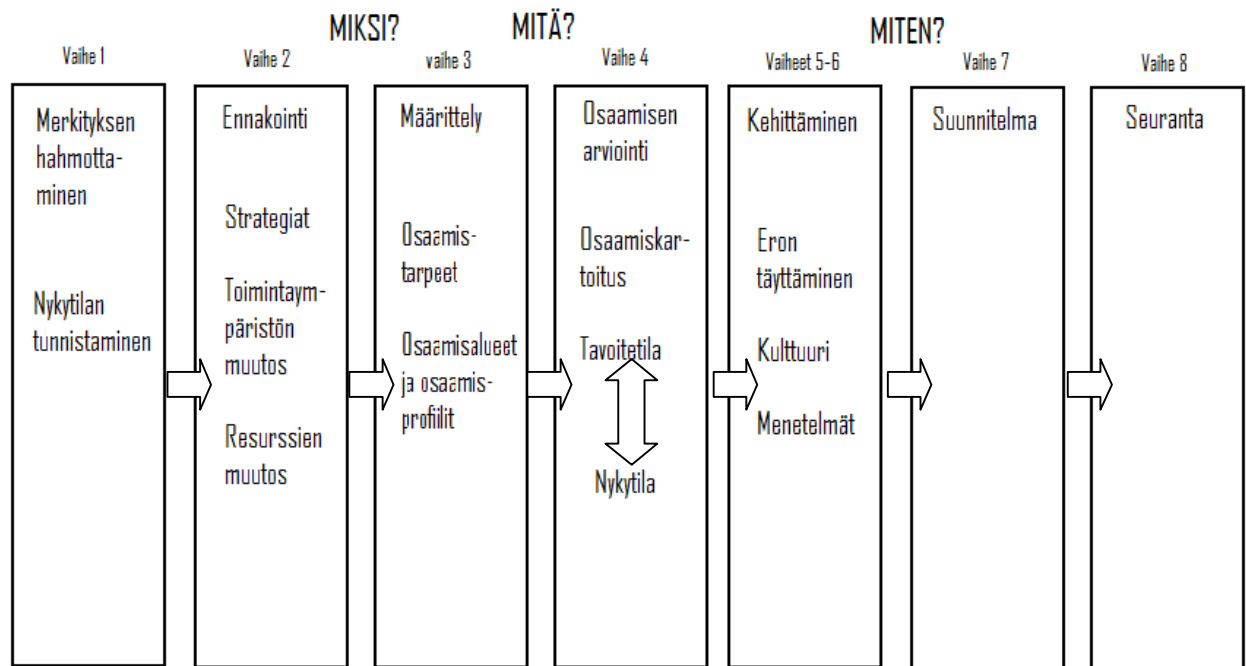 MIKSI?
MITÄ?
MITEN?
Vaihe 1
Merkityksen
hahmotta-
minen
Nykytilan
tunnistaminen
Vaihe 2
Ennakointi
Strategiat
Toimintaym-
päristön
muutos
Resurssien
muutos
vaihe 3
Määrittely
Osaamis-
tarpeet
Osaamisalueet
ja osaamis-
profiilit
Vaihe 4
Osaamisen
arviointi
Osaamiskar-
toitus
Tavoitetila
Nykytila
Vaiheet 5-6
Kehittäminen
Eron
täyttäminen
Kulttuuri
Menetelmät
Vaihe 7
Suunnitelma
Vaihe 8
Seuranta